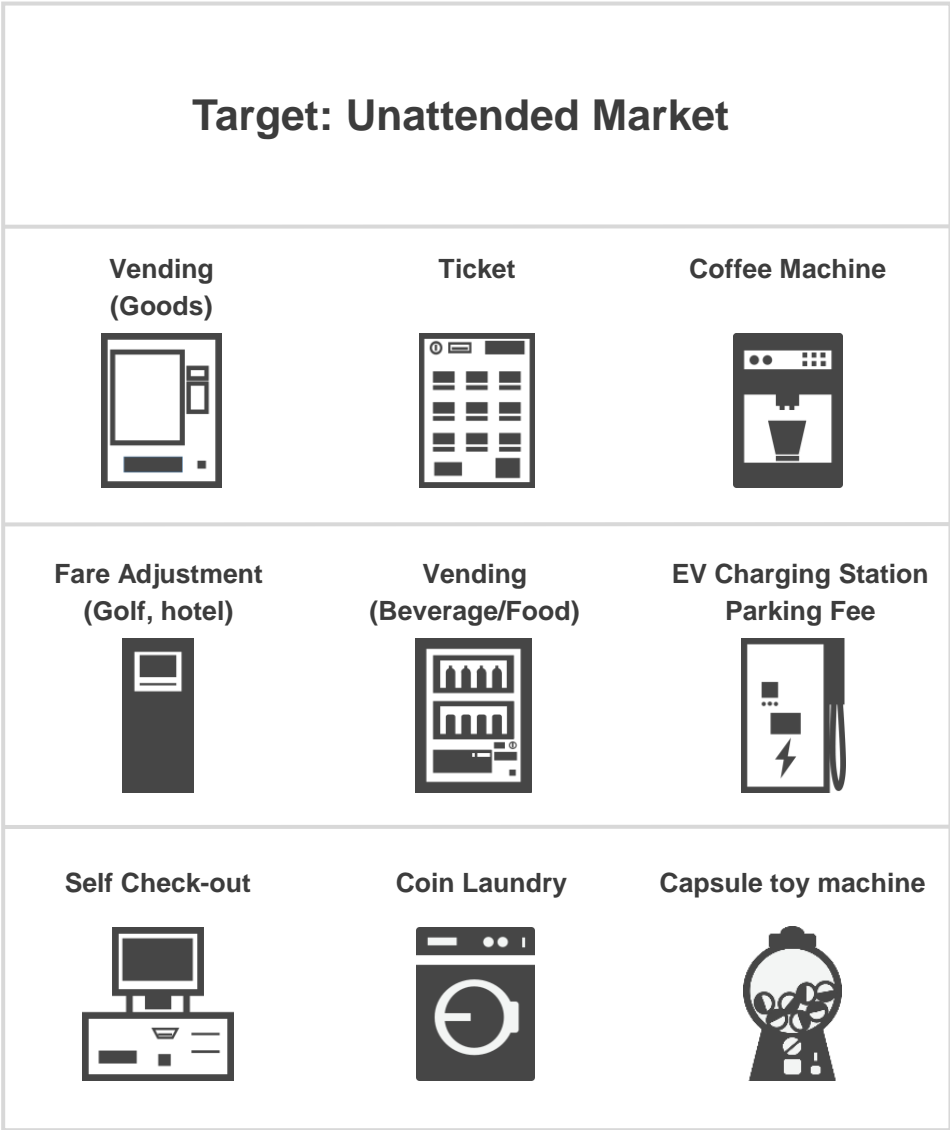 Target: Unattended Market
Vending
(Goods)
Ticket
Coffee Machine
Fare Adjustment
(Golf, hotel)
Vending
(Beverage/Food)
EV Charging Station
Parking Fee
Self Check-out
Coin Laundry
Capsule toy machine